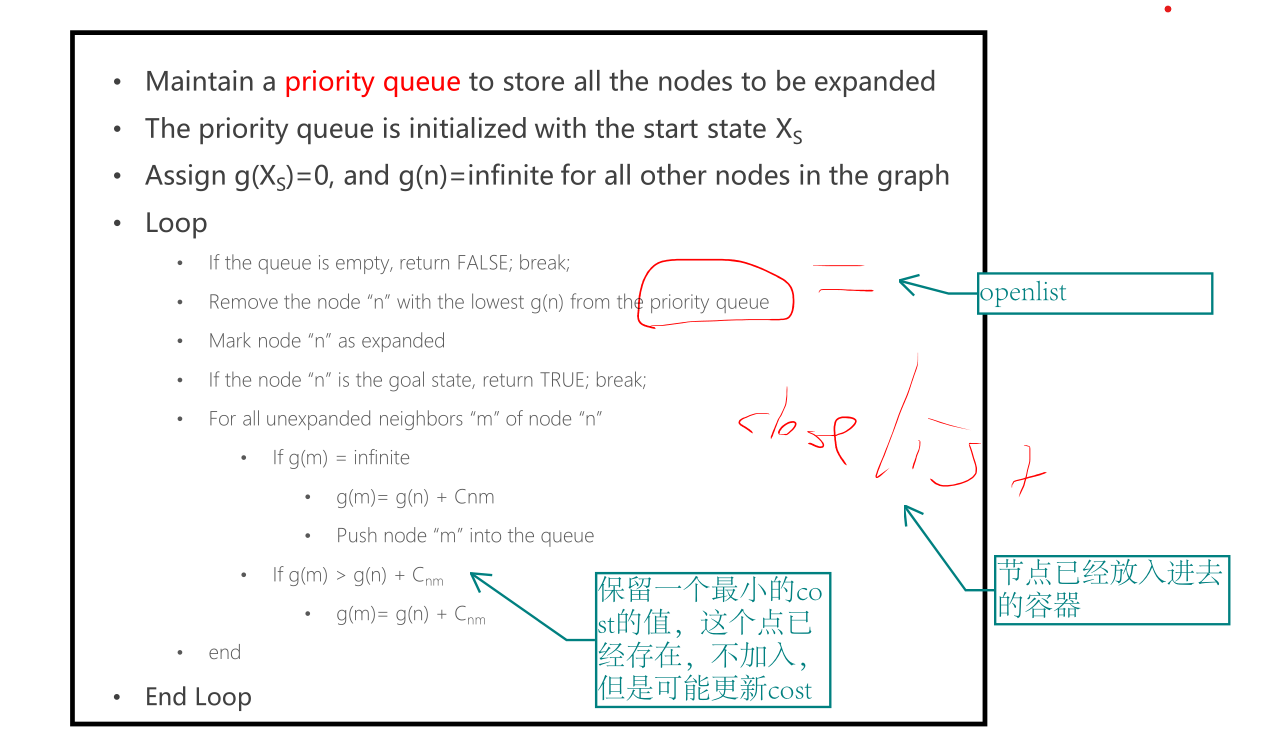 • Maintain a priority queue to store all the nodes to be expanded
• The priority queue is initialized with the start state XS
• Assign g(XS)=0, and g(n)=infinite for all other nodes in the graph
• Loop
• If the queue is empty, return FALSE; break;
• Remove the node “n” with the lowest g(n) from the priority queue
=
openlist
• Mark node “n” as expanded
• If the node “n” is the goal state, return TRUE; break;
• For all unexpanded neighbors “m” of node “n”
close list
• If g(m) = infinite
• g(m)= g(n) + Cnm
• Push node “m” into the queue
• If g(m) > g(n) + Cnm
• g(m)= g(n) + Cnm
• end
• End Loop
保留一个最小的co
st的值，这个点已
经存在，不加入，
但是可能更新cost
节点已经放入进去
的容器